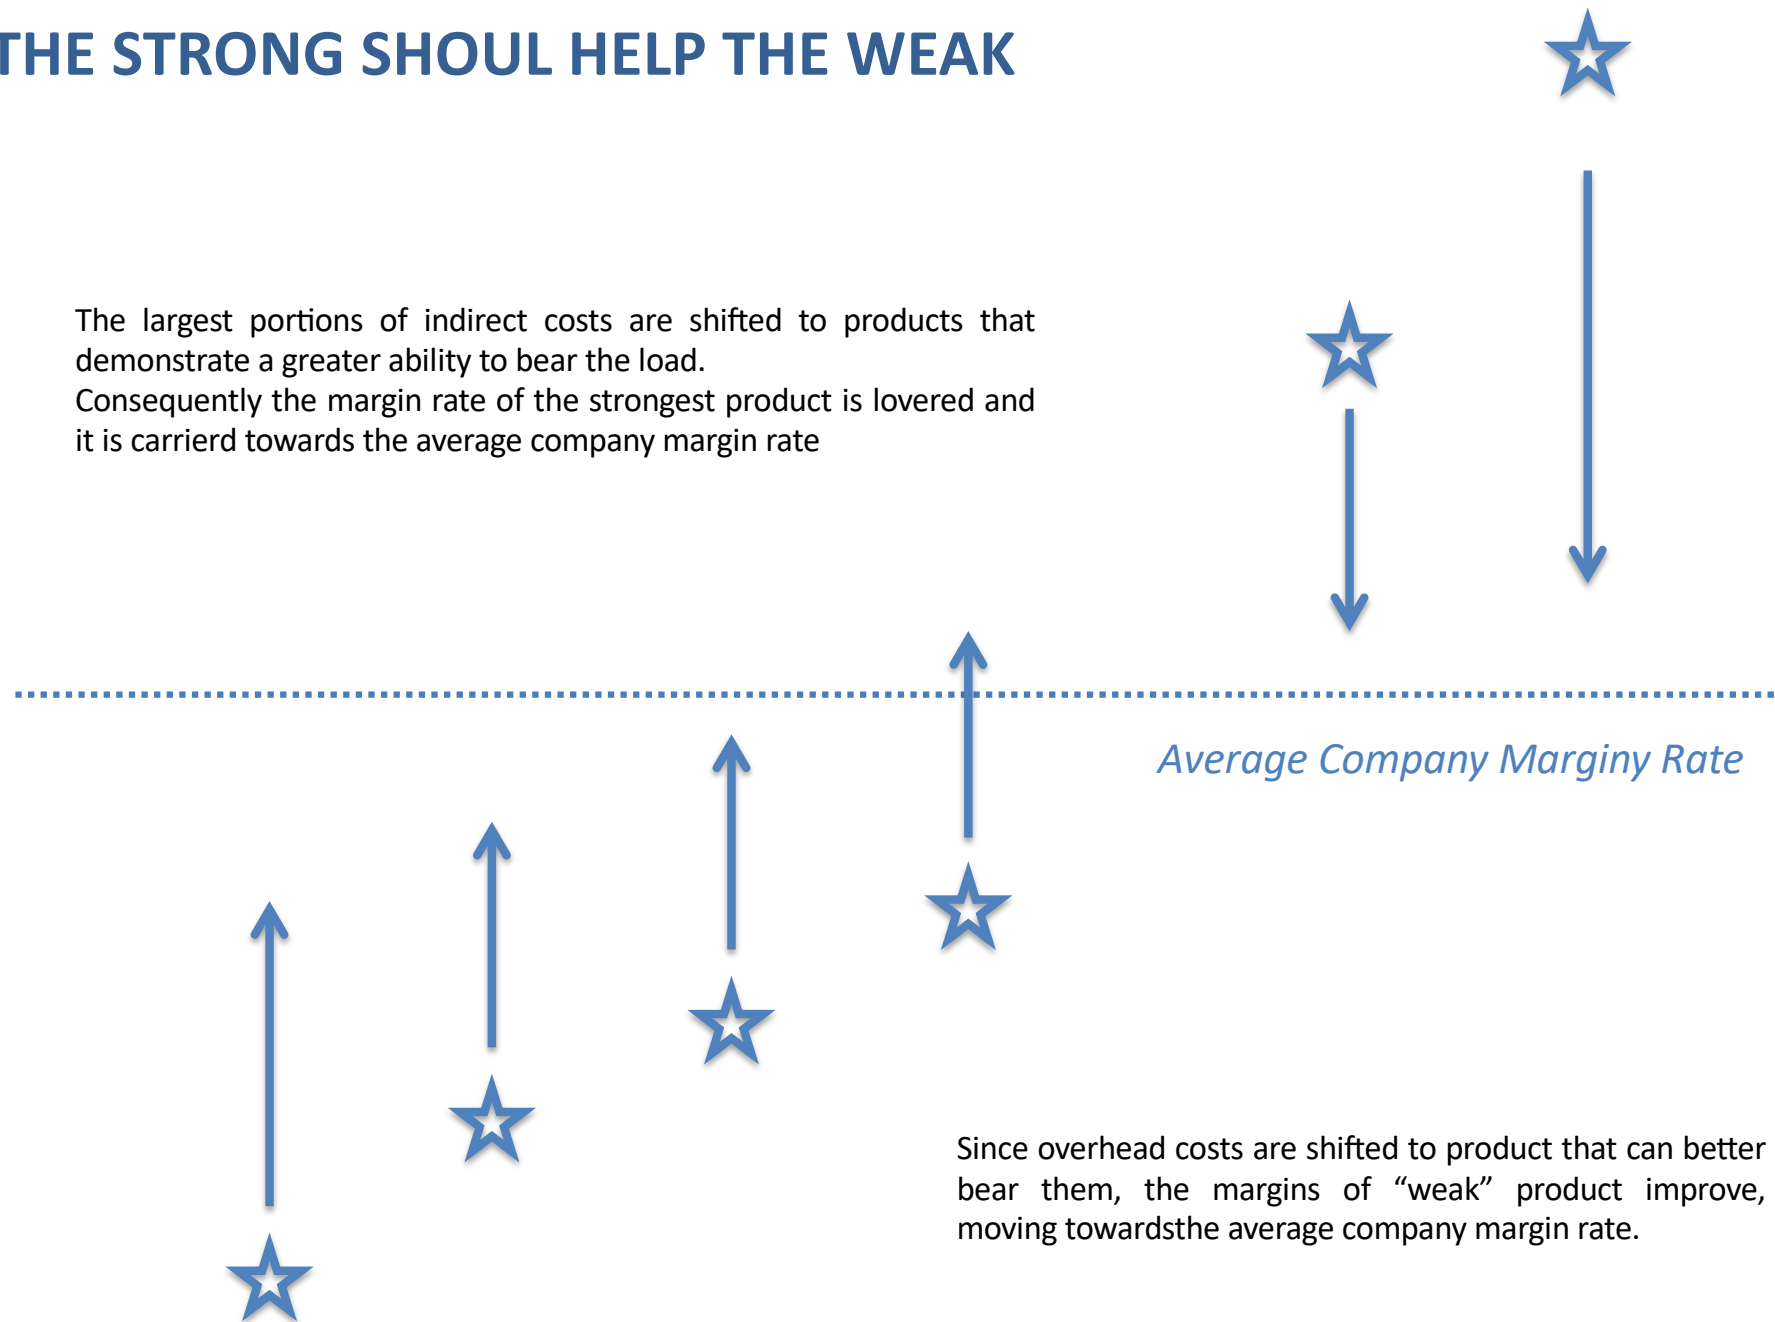 THE STRONG SHOUL HELP THE WEAK
The largest portions of indirect costs are shifted to products that
demonstrate a greater ability to bear the load.
Consequently the margin rate of the strongest product is lovered and
it is carrierd towards the average company margin rate
Average Company Marginy Rate
Since overhead costs are shifted to product that can better
bear them, the margins of “weak” product improve,
moving towardsthe average company margin rate.